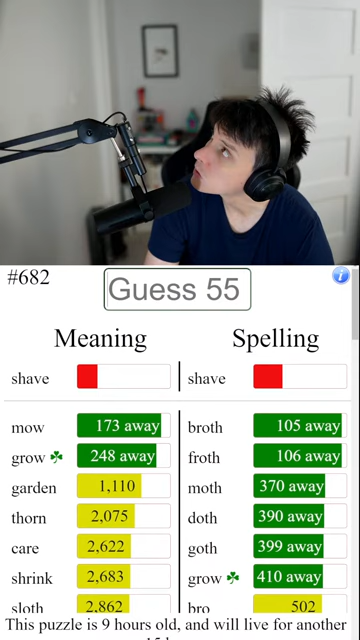 #682
Guess 55
Meaning Spelling
shave shave
mow 173 away broth 105 away
grow ☘ 248 away froth 106 away
garden 1,110 moth 370 away
thorn 2,075 doth 390 away
care 2,622 goth 399 away
shrink 2,683 grow ☘ 410 away
sloth 2,862 bro 502
This puzzle is 9 hours old, and will live for another